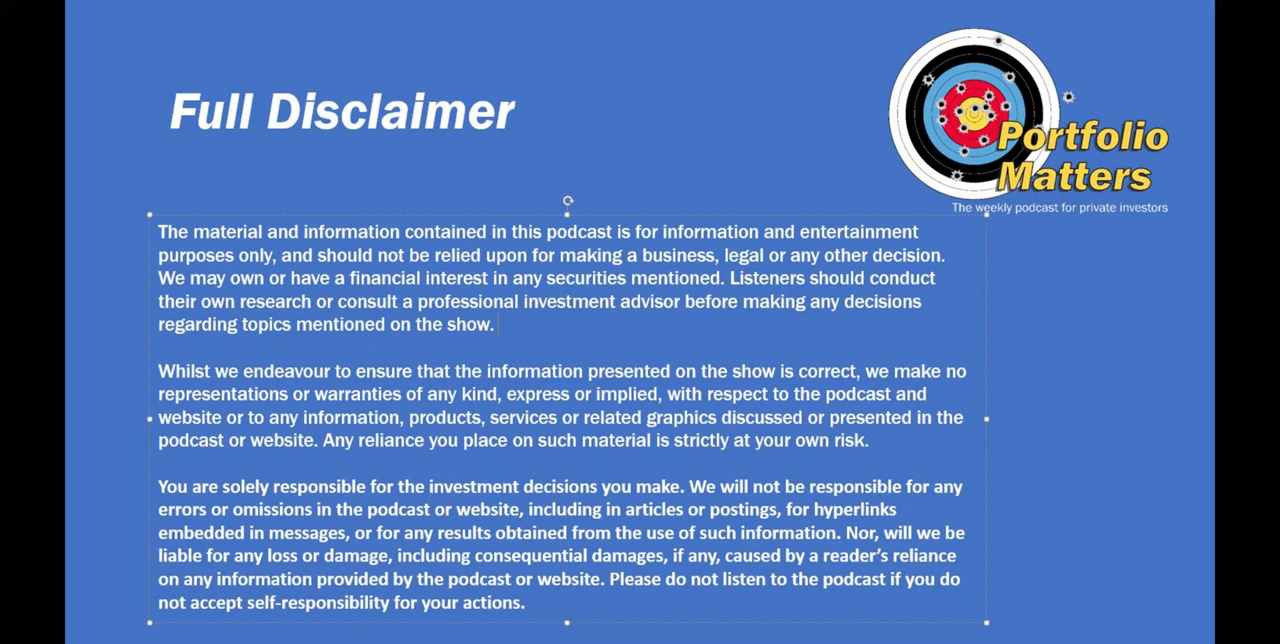 Full Disclaimer
Portfolio
Matters
The weekly podcast for private investors
The material and information contained in this podcast is for information and entertainment
purposes only, and should not be relied upon for making a business, legal or any other decision.
We may own or have a financial interest in any securities mentioned. Listeners should conduct
their own research or consult a professional investment advisor before making any decisions
regarding topics mentioned on the show.
Whilst we endeavour to ensure that the information presented on the show is correct, we make no
representations or warranties of any kind, express or implied, with respect to the podcast and
website or to any information, products, services or related graphics discussed or presented in the
podcast or website. Any reliance you place on such material is strictly at your own risk.
You are solely responsible for the investment decisions you make. We will not be responsible for any
errors or omissions in the podcast or website, including in articles or postings, for hyperlinks
embedded in messages, or for any results obtained from the use of such information. Nor, will we be
liable for any loss or damage, including consequential damages, if any, caused by a reader’s reliance
on any information provided by the podcast or website. Please do not listen to the podcast if you do
not accept self-responsibility for your actions.